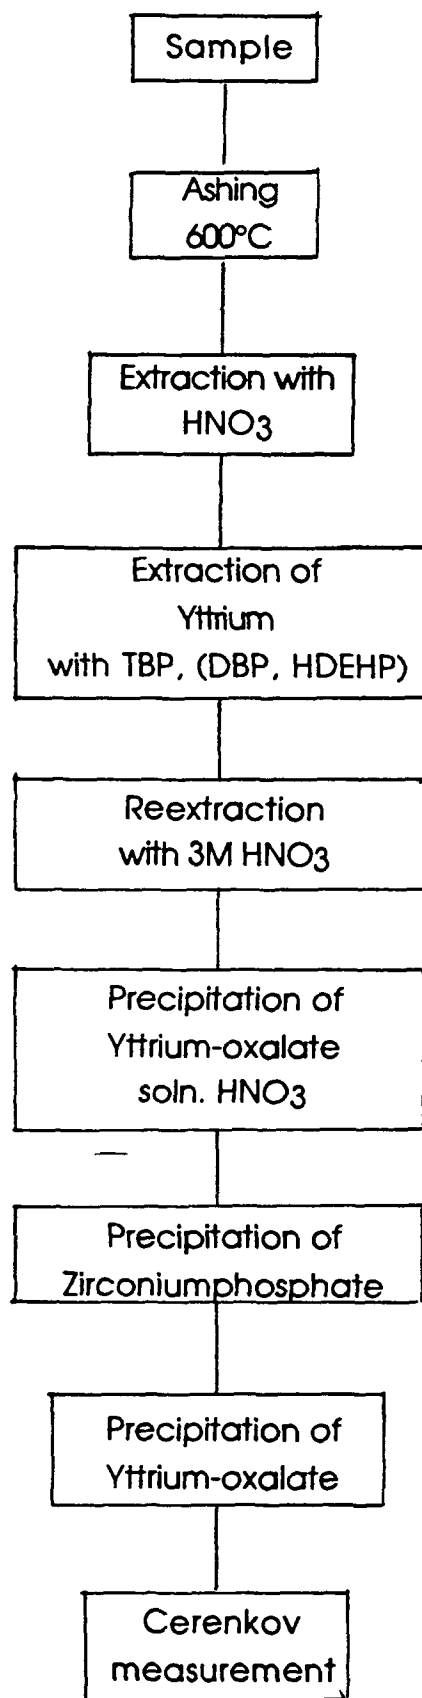 Sample
Ashing
600°C
Extraction with
HNO3
Extraction of
Yttrium
with TBP, (DBP, HDEHP)
Reextraction
with 3M HNO3
Precipitation of
Yttrium-oxalate
soln. HNO3
Precipitation of
Zirconiumphosphate
Precipitation of
Yttrium-oxalate
Cerenkov
measurement